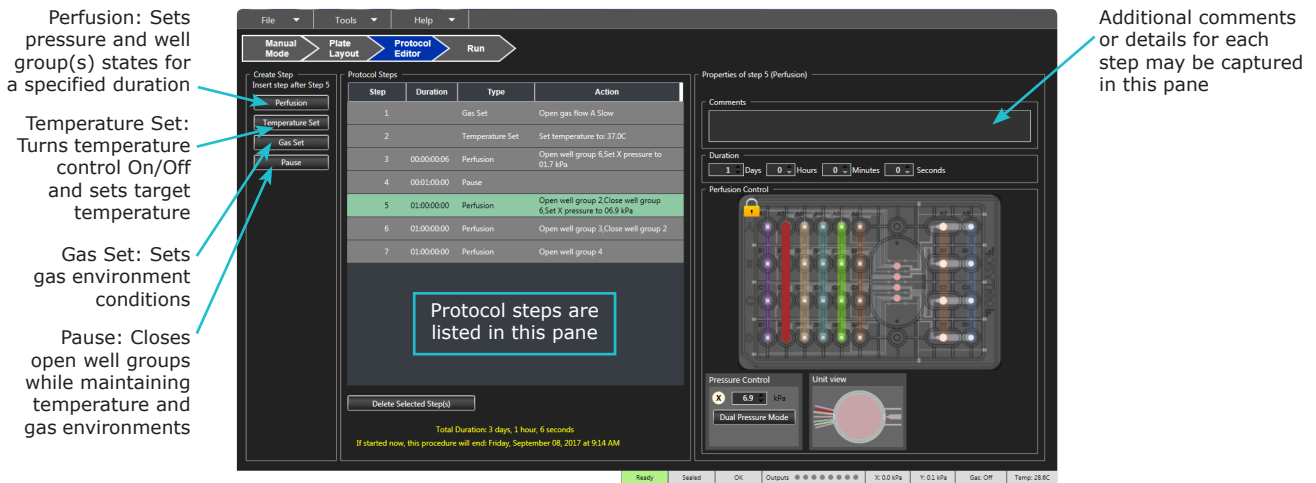 Perfusion: Sets
pressure and well
group(s) states for
a specified duration
Temperature Set:
Turns temperature
control On/Off
and sets target
temperature
Gas Set: Sets
gas environment
conditions
Pause: Closes
open well groups
while maintaining
temperature and
gas environments
File Tools Help
Manual Mode
Plate Layout
Protocol Editor
Run
Create Step
Insert step after Step 5
Perfusion
Temperature Set
Gas Set
Pause
Protocol Steps
Step Duration Type Action
1 Gas Set Open gas flow A Slow
2 Temperature Set Set temperature to: 37.0C
3 00:00:00:06 Perfusion Open well group 6,Set X pressure to
01.7 kPa
4 00:01:00:00 Pause
5 01:00:00:00 Perfusion Open well group 2,Close well group
6,Set X pressure to 06.9 kPa
6 01:00:00:00 Perfusion Open well group 3,Close well group 2
7 01:00:00:00 Perfusion Open well group 4
Protocol steps are
listed in this pane
Delete Selected Step(s)
Total Duration: 3 days, 1 hour, 6 seconds
If started now, this procedure will end: Friday, September 08, 2017 at 9:14 AM
Properties of step 5 (Perfusion)
Comments
Duration
1 Days 0 Hours 0 Minutes 0 Seconds
Perfusion Control
Pressure Control
X 6.9 kPa
Dual Pressure Mode
Unit view
Ready Sealed OK Outputs X: 0.0 kPa Y: 0.1 kPa Gas: Off Temp: 28.6C
Additional comments
or details for each
step may be captured
in this pane